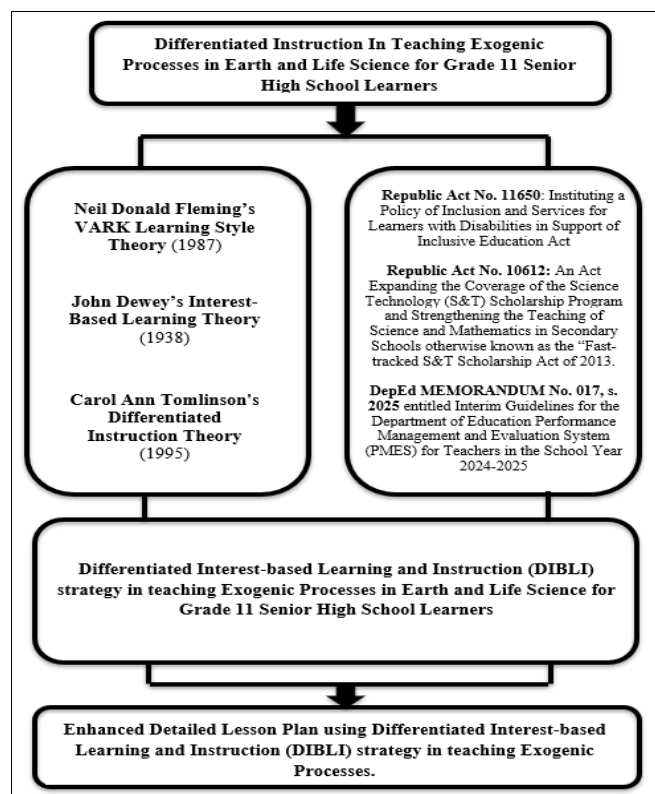 Differentiated Instruction In Teaching Exogenic
Processes in Earth and Life Science for Grade 11 Senior
High School Learners
Neil Donald Fleming’s
VARK Learning Style
Theory (1987)
John Dewey’s Interest-
Based Learning Theory
(1938)
Carol Ann Tomlinson's
Differentiated
Instruction Theory
(1995)
Republic Act No. 11650: Instituting a
Policy of Inclusion and Services for
Learners with Disabilities in Support of
Inclusive Education Act
Republic Act No. 10612: An Act
Expanding the Coverage of the Science
Technology (S&T) Scholarship Program
and Strengthening the Teaching of
Science and Mathematics in Secondary
Schools otherwise known as the “Fast-
tracked S&T Scholarship Act of 2013.
DepEd MEMORANDUM No. 017, s.
2025 entitled Interim Guidelines for the
Department of Education Performance
Management and Evaluation System
(PMES) for Teachers in the School Year
2024-2025
Differentiated Interest-based Learning and Instruction (DIBLI)
strategy in teaching Exogenic Processes in Earth and Life Science for
Grade 11 Senior High School Learners
Enhanced Detailed Lesson Plan using Differentiated Interest-based
Learning and Instruction (DIBLI) strategy in teaching Exogenic
Processes.